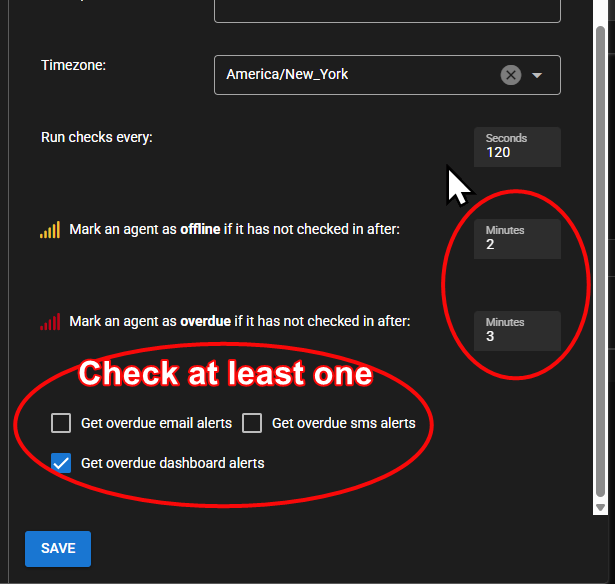 Timezone:
America/New_York
Run checks every:
Seconds
120
Mark an agent as offline if it has not checked in after:
Minutes
2
Mark an agent as overdue if it has not checked in after:
Minutes
3
Check at least one
Get overdue email alerts
Get overdue sms alerts
Get overdue dashboard alerts
SAVE